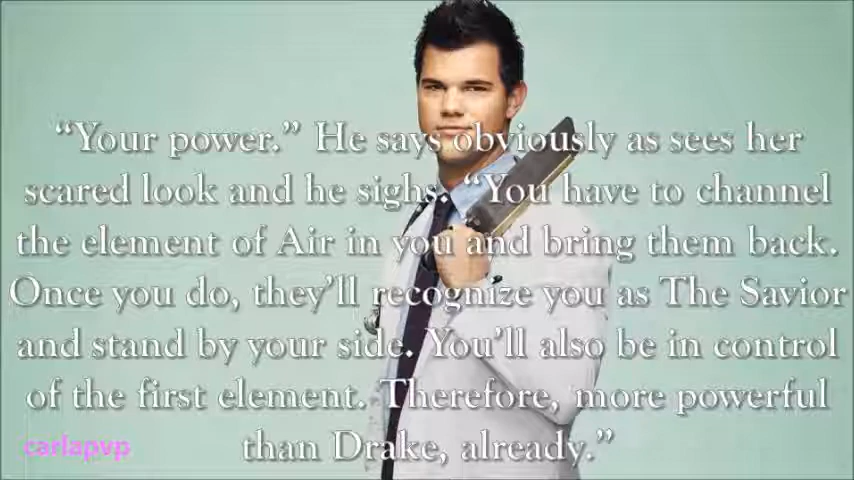 “Your power.” He says obviously as sees her
scared look and he sighs. “You have to channel
the element of Air in you and bring them back.
Once you do, they’ll recognize you as The Savior
and stand by your side. You’ll also be in control
of the first element. Therefore, more powerful
than Drake, already.”
carlapvp